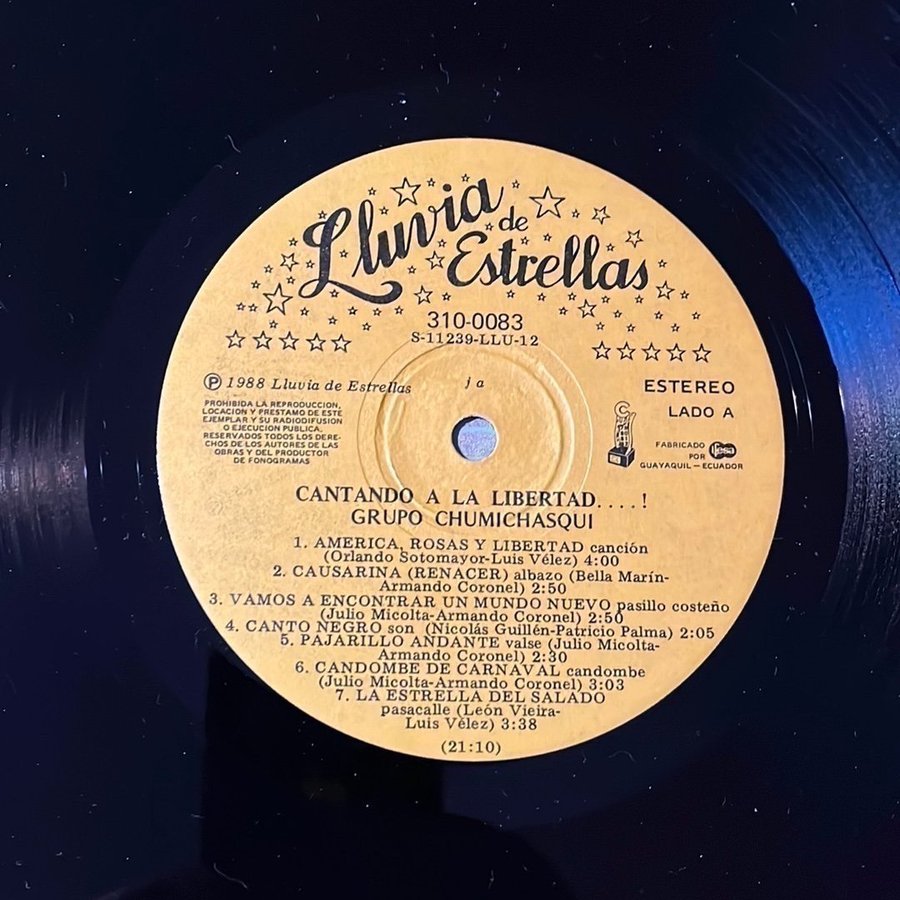 Lluvia
de
Estrellas
310-0083
S-11239-LLU-12
Ⓟ 1988 Lluvia de Estrellas
j a
ESTEREO
LADO A
PROHIBIDA LA REPRODUCCION,
LOCACION Y PRESTAMO DE ESTE
EJEMPLAR Y SU RADIODIFUSION
O EJECUCION PUBLICA.
RESERVADOS TODOS LOS DERE-
CHOS DE LOS AUTORES DE LAS
OBRAS Y DEL PRODUCTOR
DE FONOGRAMAS
FABRICADO
POR
GUAYAQUIL – ECUADOR
CANTANDO A LA LIBERTAD....!
GRUPO CHUMICHASQUI
1. AMERICA, ROSAS Y LIBERTAD canción
(Orlando Sotomayor-Luis Vélez) 4:00
2. CAUSARINA (RENACER) albazo (Bella Marín-
Armando Coronel) 2:50
3. VAMOS A ENCONTRAR UN MUNDO NUEVO pasillo costeño
(Julio Micolta-Armando Coronel) 2:50
4. CANTO NEGRO son (Nicolás Guillén-Patricio Palma) 2:05
5. PAJARILLO ANDANTE valse (Julio Micolta-
Armando Coronel) 2:30
6. CANDOMBE DE CARNAVAL candombe
(Julio Micolta-Armando Coronel) 3:03
7. LA ESTRELLA DEL SALADO
pasacalle (León Vieira-
Luis Vélez) 3:38
(21:10)